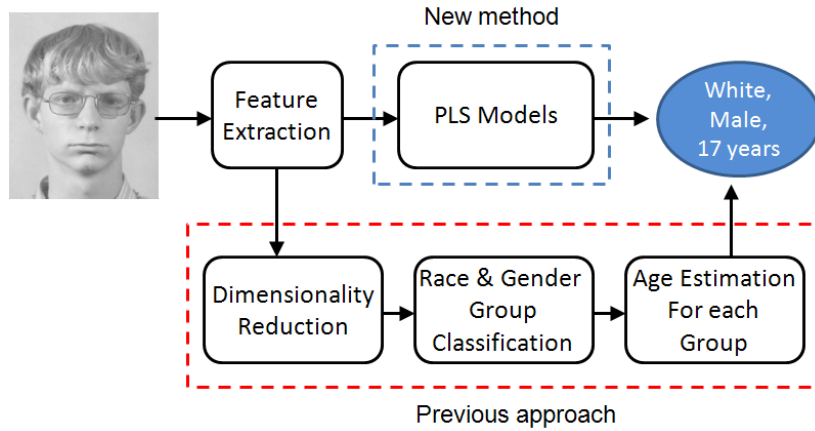 New method
Feature
Extraction
PLS Models
White,
Male,
17 years
Dimensionality
Reduction
Race & Gender
Group
Classification
Age Estimation
For each
Group
Previous approach